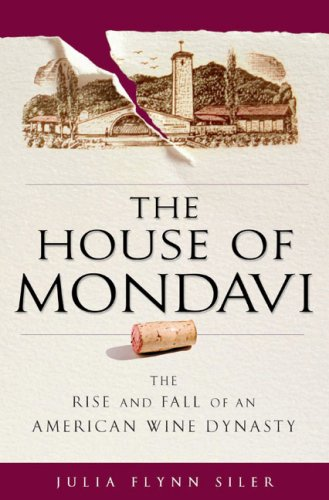 THE
HOUSE OF
MONDAVI
THE
RISE AND FALL OF AN
AMERICAN WINE DYNASTY
JULIA FLYNN SILER